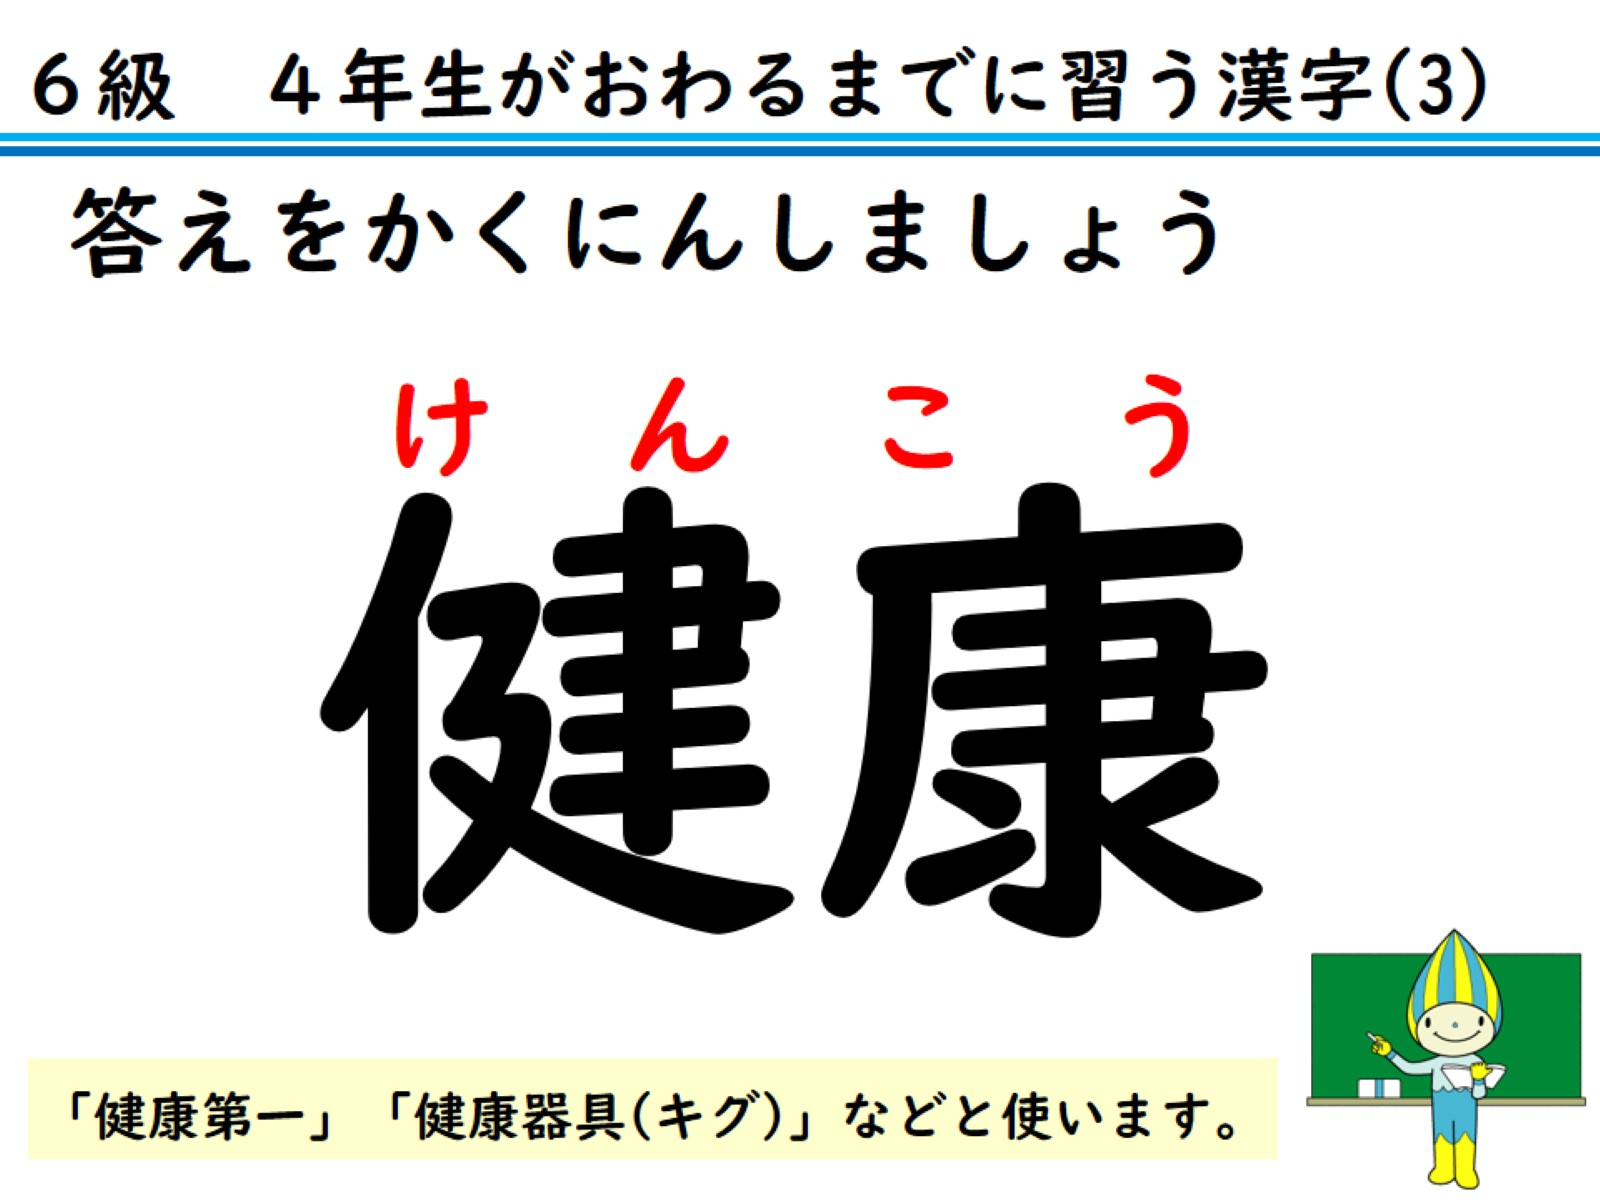 ６級　４年生がおわるまでに習う漢字(3)
答えをかくにんしましょう
けんこう
健康
「健康第一」「健康器具(キグ)」などと使います。